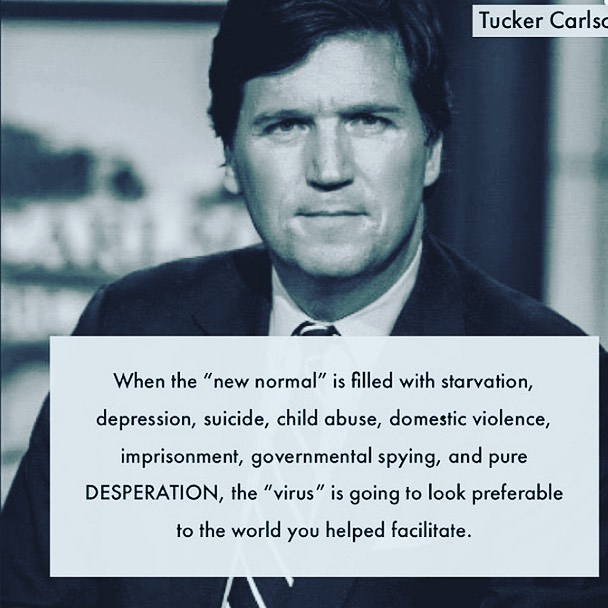 Tucker Carlso
When the “new normal” is filled with starvation,
depression, suicide, child abuse, domestic violence,
imprisonment, governmental spying, and pure
DESPERATION, the “virus” is going to look preferable
to the world you helped facilitate.